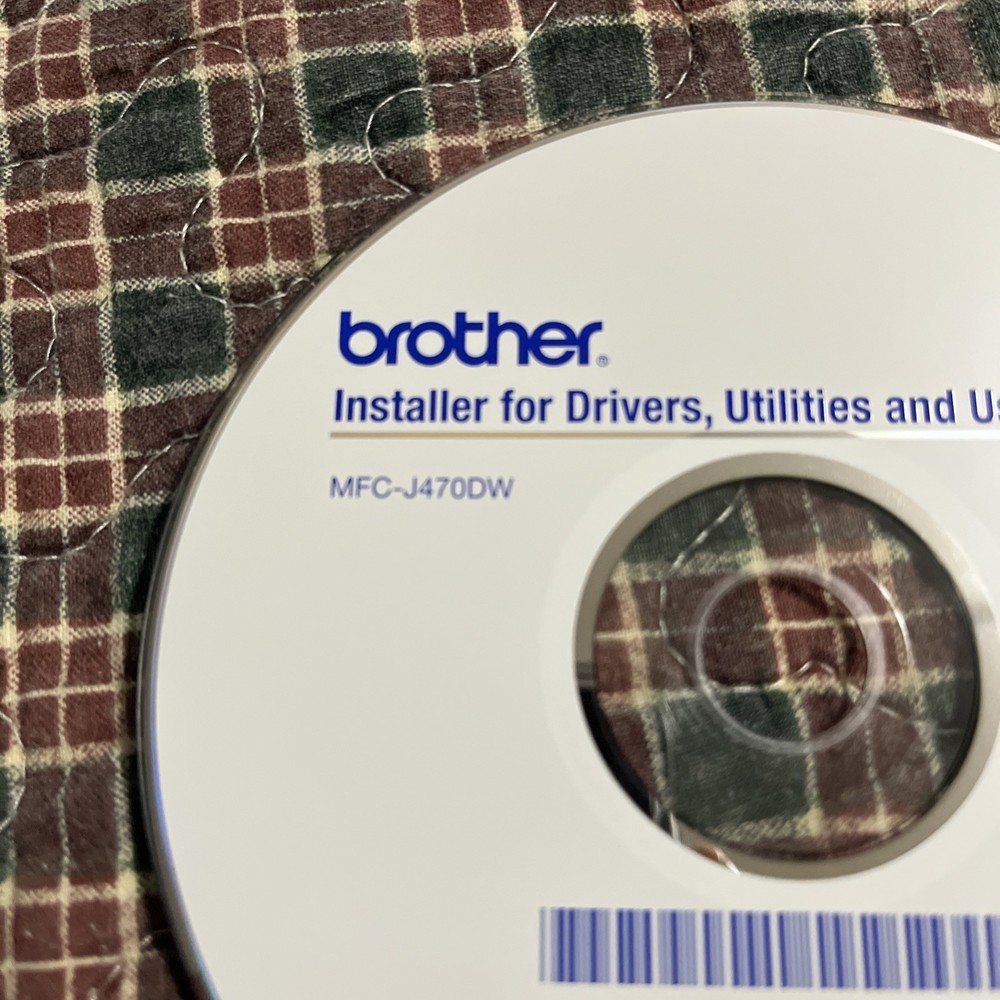 brother®
Installer for Drivers, Utilities and
MFC-J470DW